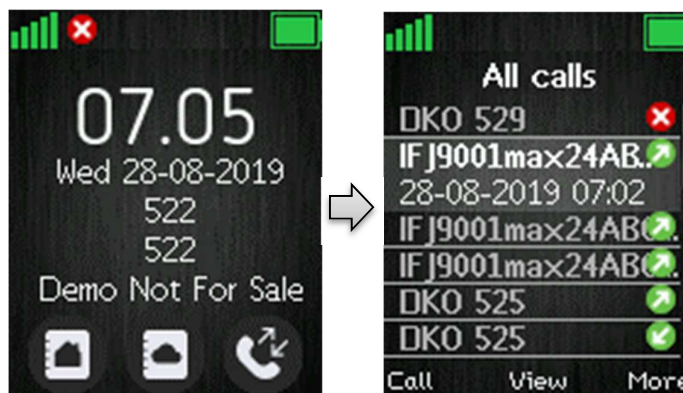 07.05
Wed 28-08-2019
522
522
Demo Not For Sale
All calls
DKO 529
IFJ9001max24AB..
28-08-2019 07:02
IFJ9001max24ABC..
IFJ9001max24ABC..
DKO 525
DKO 525
Call View More